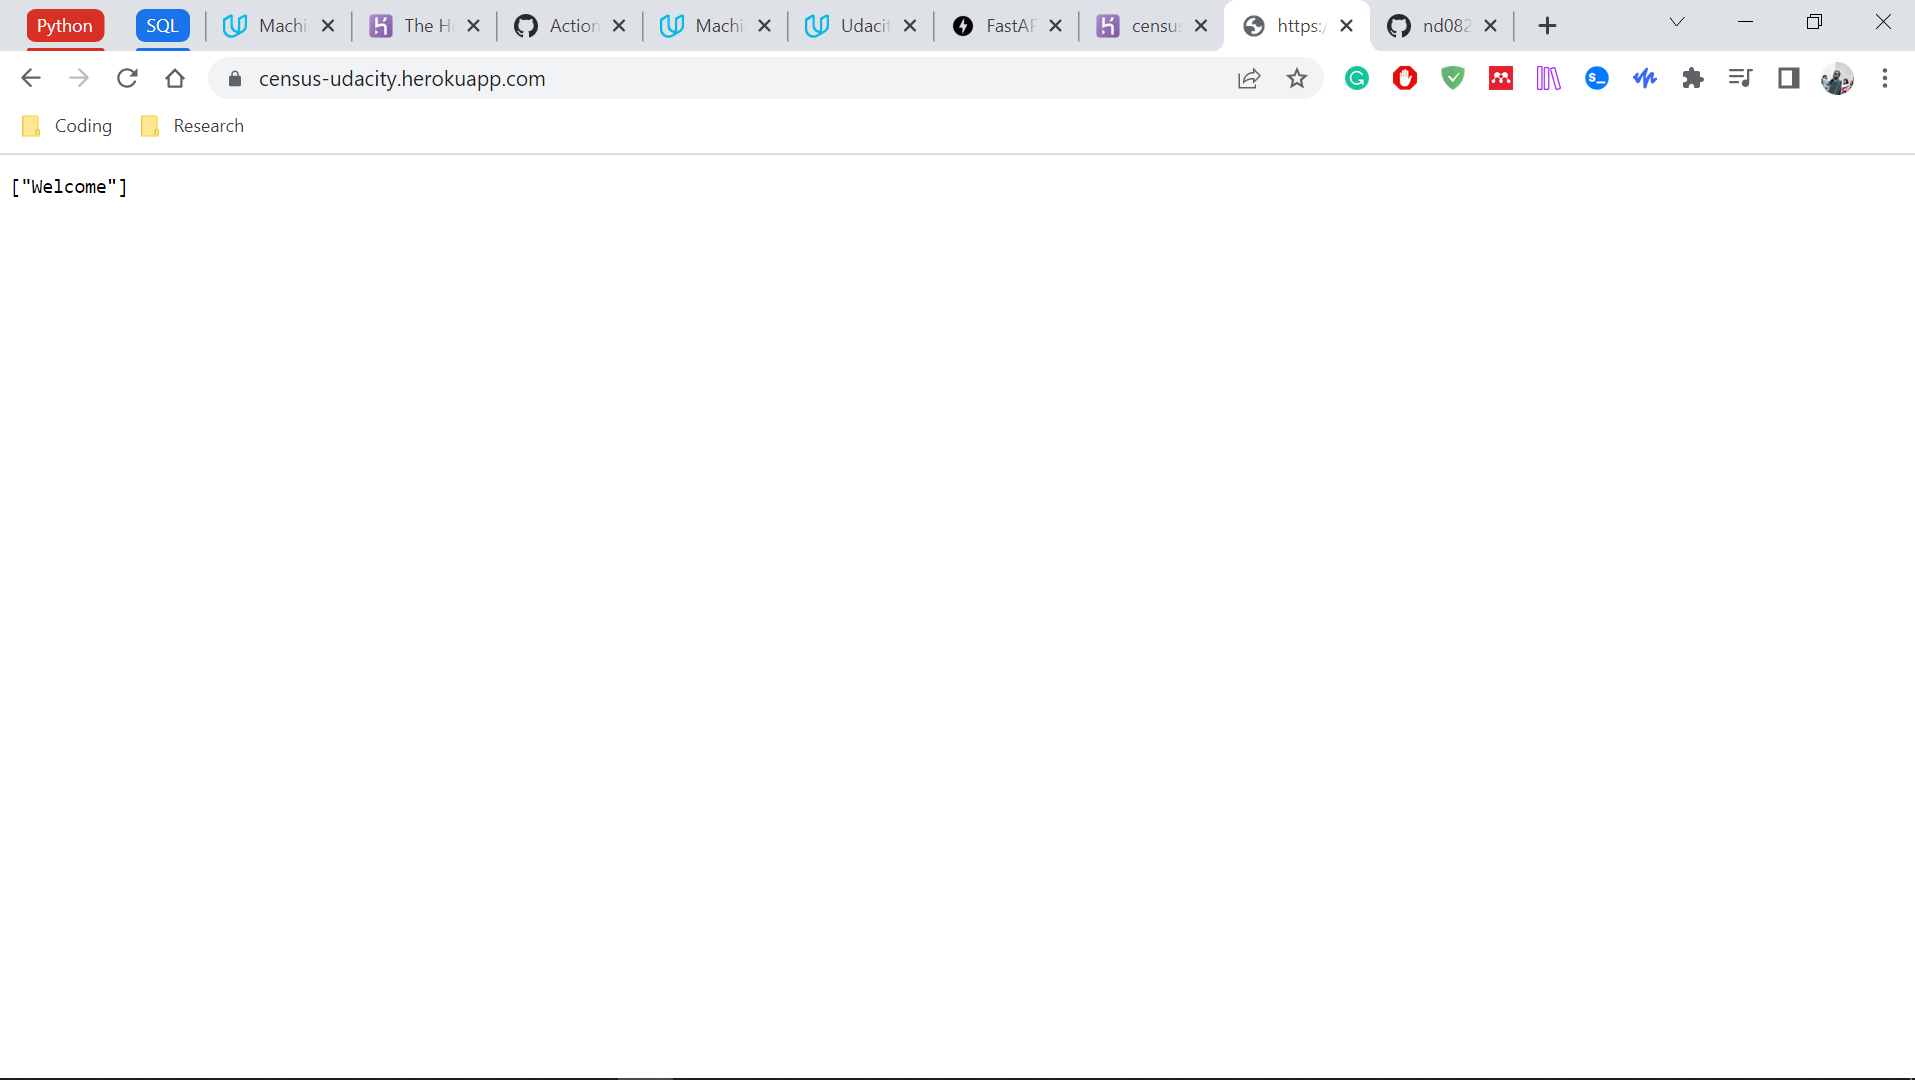 Python SQL Machi The H Action Machi Udacit FastAP census https:/ nd082
census-udacity.herokuapp.com
Coding Research
["Welcome"]